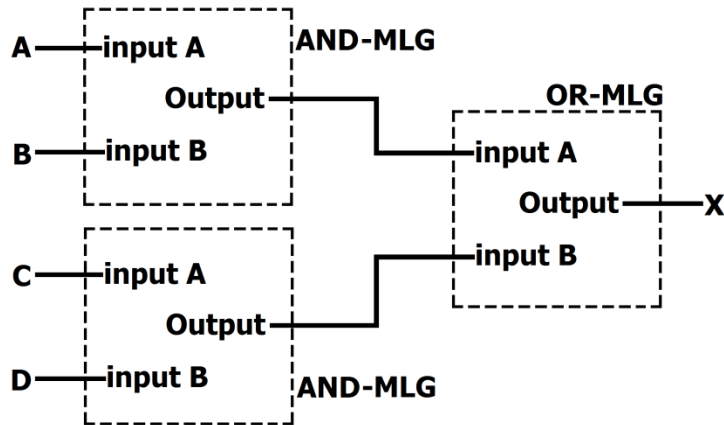 A input A AND-MLG
Output
B input B
C input A
Output
D input B AND-MLG
OR-MLG
input A
Output X
input B